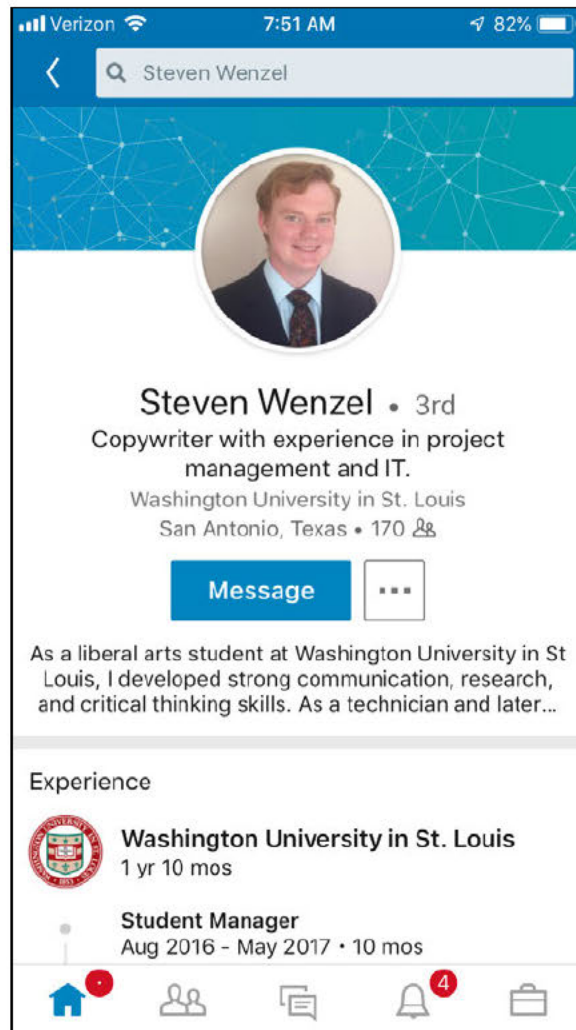 Verizon 7:51 AM 82%
Steven Wenzel
Steven Wenzel • 3rd
Copywriter with experience in project
management and IT.
Washington University in St. Louis
San Antonio, Texas • 170
Message
As a liberal arts student at Washington University in St
Louis, I developed strong communication, research,
and critical thinking skills. As a technician and later...
Experience
Washington University in St. Louis
1 yr 10 mos
Student Manager
Aug 2016 - May 2017 • 10 mos
4